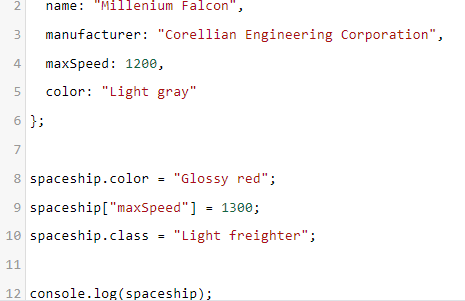 2 name: "Millenium Falcon",
3 manufacturer: "Corellian Engineering Corporation",
4 maxSpeed: 1200,
5 color: "Light gray"
6 };
7
8 spaceship.color = "Glossy red";
9 spaceship["maxSpeed"] = 1300;
10 spaceship.class = "Light freighter";
11
12 console.log(spaceship);